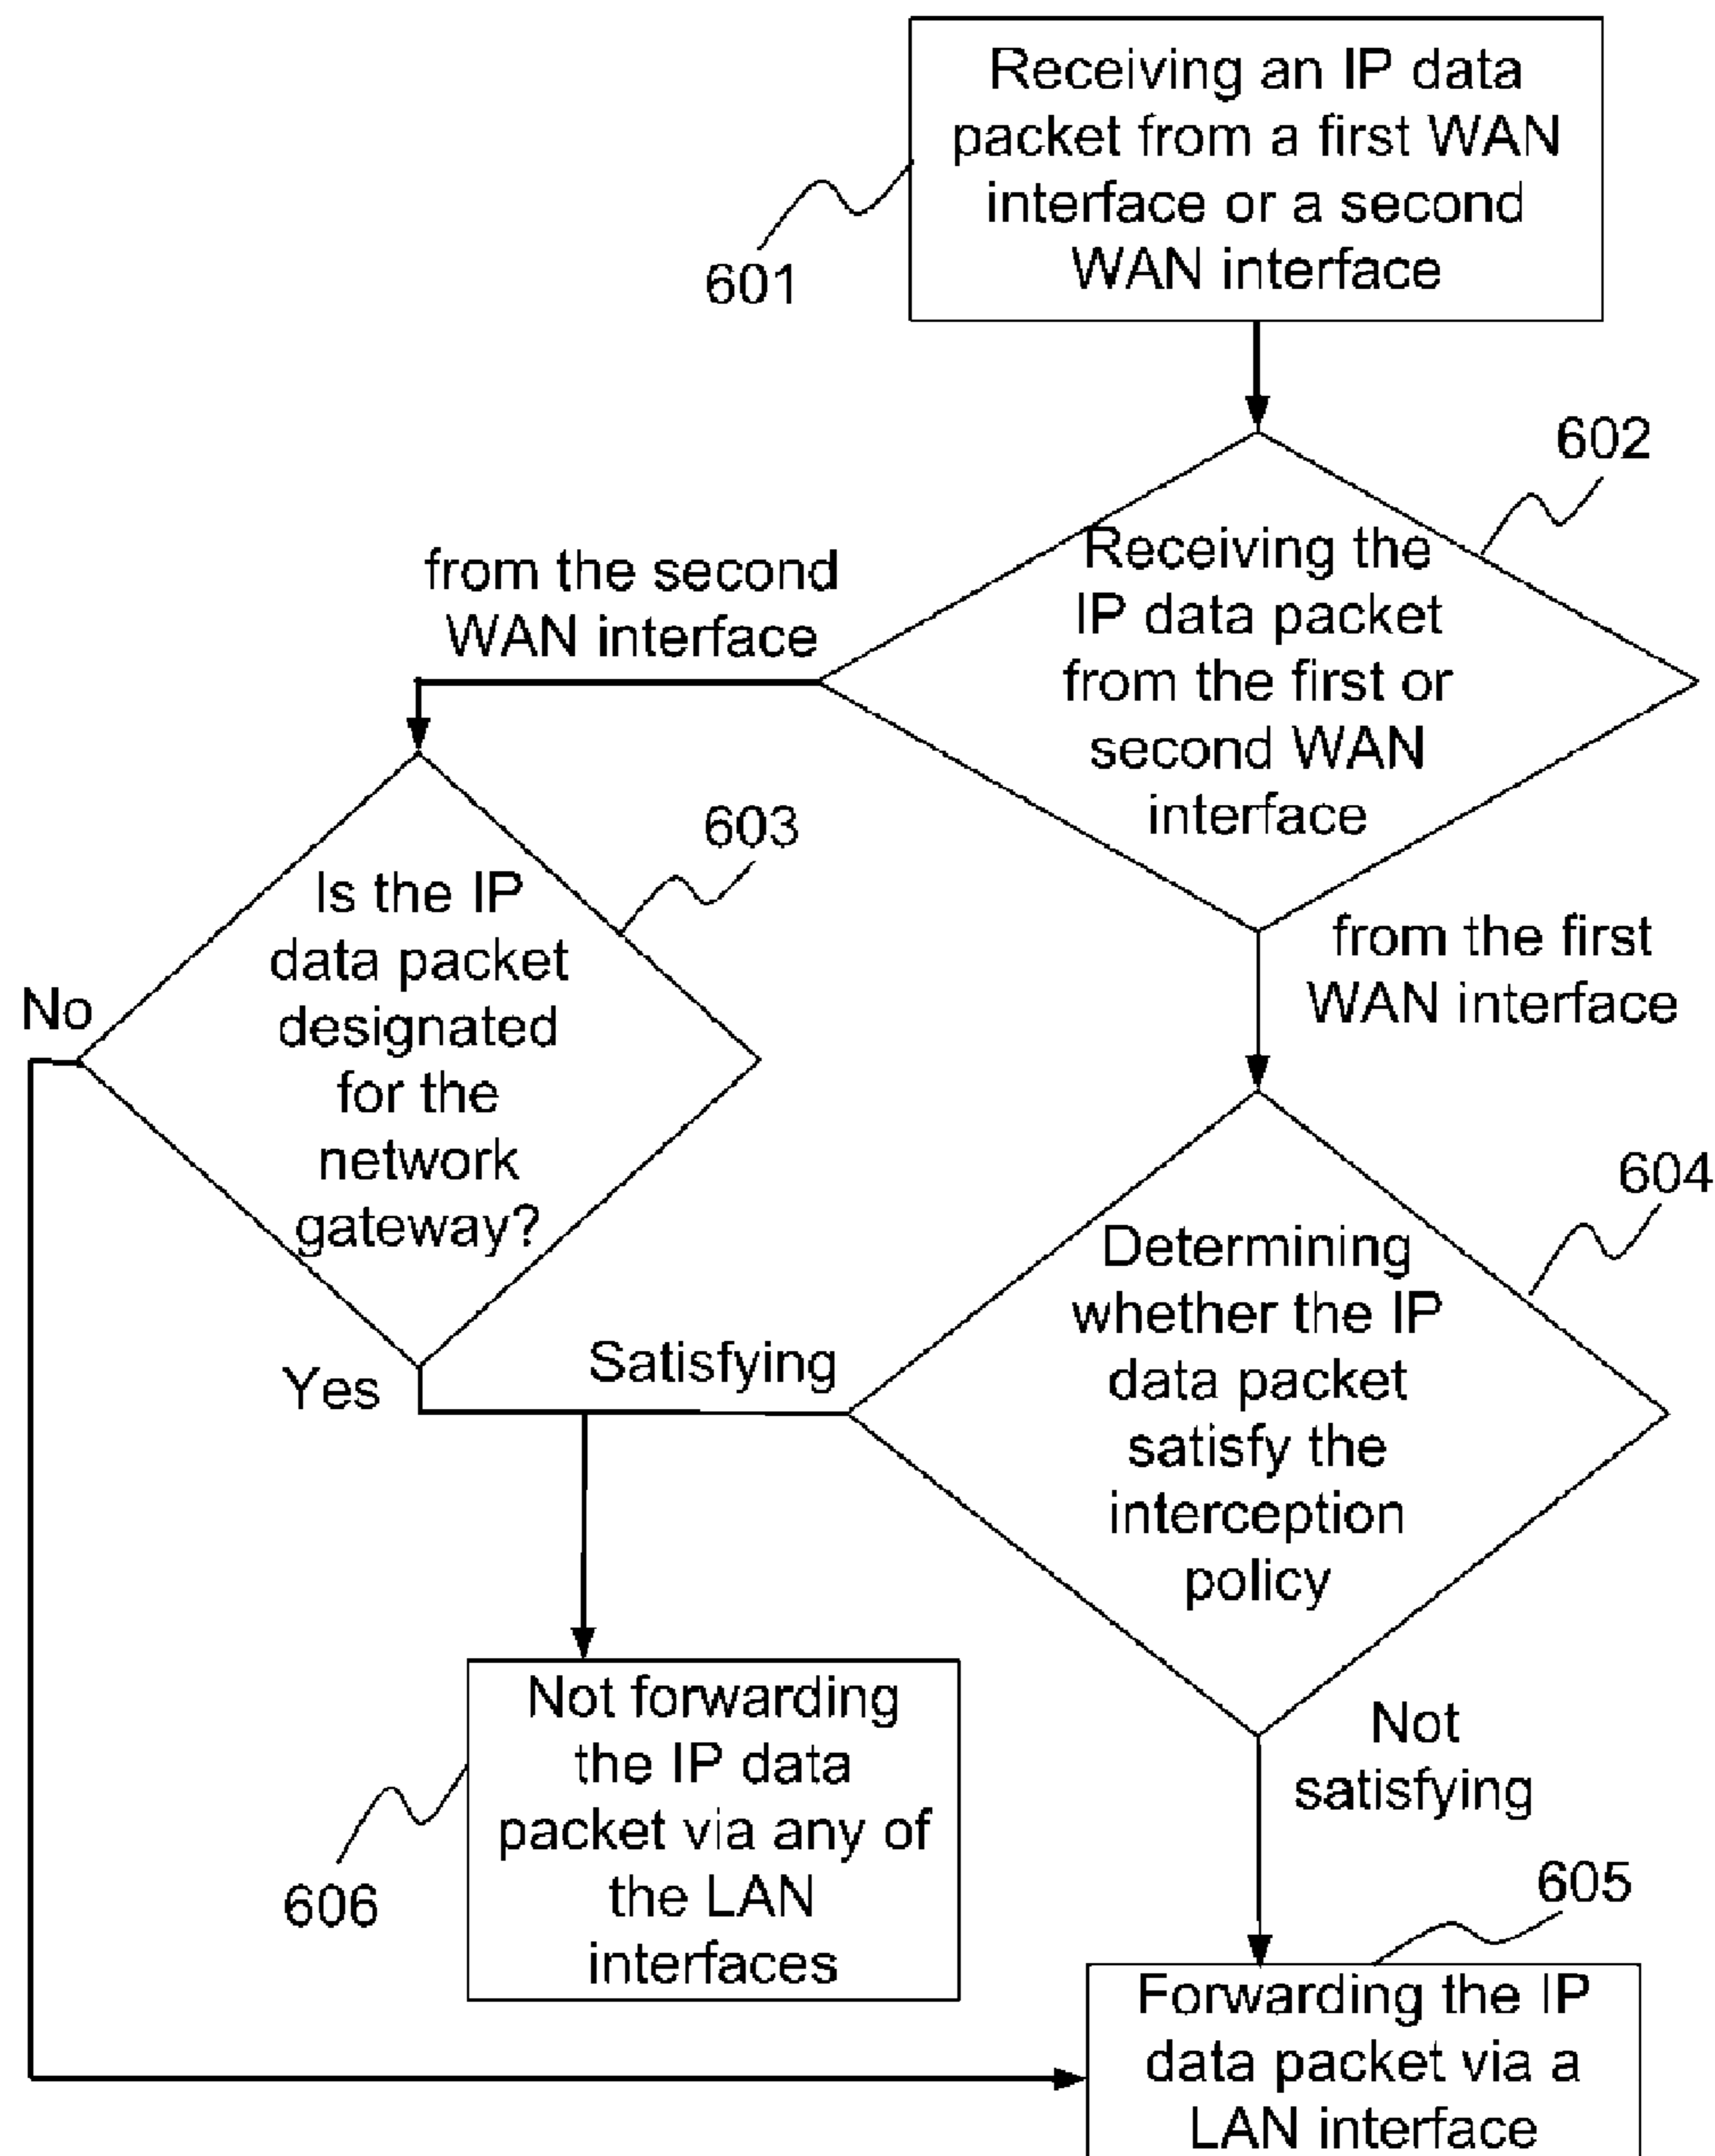 Receiving an IP data
packet from a first WAN
interface or a second
WAN interface
601
602
Receiving the
IP data packet
from the first or
second WAN
interface
from the second
WAN interface
603
Is the IP
data packet
designated
for the
network
gateway?
No
Yes
from the first
WAN interface
604
Determining
whether the IP
data packet
satisfy the
interception
policy
Satisfying
Not
satisfying
Not forwarding
the IP data
packet via any of
the LAN
interfaces
606
605
Forwarding the IP
data packet via a
LAN interface